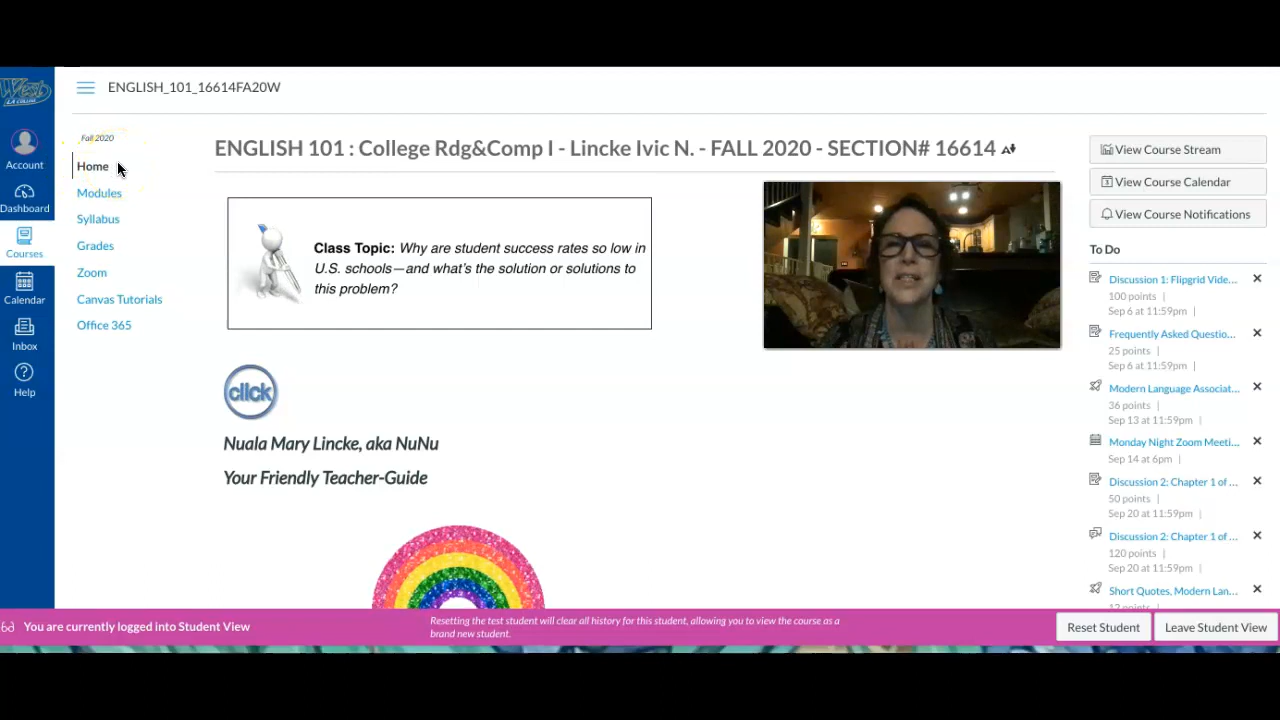 West
LA COLLEGE
ENGLISH_101_16614FA20W
Account
Dashboard
Courses
Calendar
Inbox
Help
Fall 2020
Home
Modules
Syllabus
Grades
Zoom
Canvas Tutorials
Office 365
ENGLISH 101 : College Rdg&Comp I - Lincke Ivic N. - FALL 2020 - SECTION# 16614
Class Topic: Why are student success rates so low in
U.S. schools—and what's the solution or solutions to
this problem?
click
Nuala Mary Lincke, aka NuNu
Your Friendly Teacher-Guide
View Course Stream
View Course Calendar
View Course Notifications
To Do
Discussion 1: Flipgrid Vide...
100 points |
Sep 6 at 11:59pm |
Frequently Asked Questio...
25 points |
Sep 6 at 11:59pm |
Modern Language Associat...
36 points |
Sep 13 at 11:59pm |
Monday Night Zoom Meeti...
Sep 14 at 6pm |
Discussion 2: Chapter 1 of ...
50 points |
Sep 20 at 11:59pm |
Discussion 2: Chapter 1 of ...
120 points |
Sep 20 at 11:59pm |
Short Quotes, Modern Lan...
12 points |
You are currently logged into Student View
Resetting the test student will clear all history for this student, allowing you to view the course as a
brand new student.
Reset Student
Leave Student View